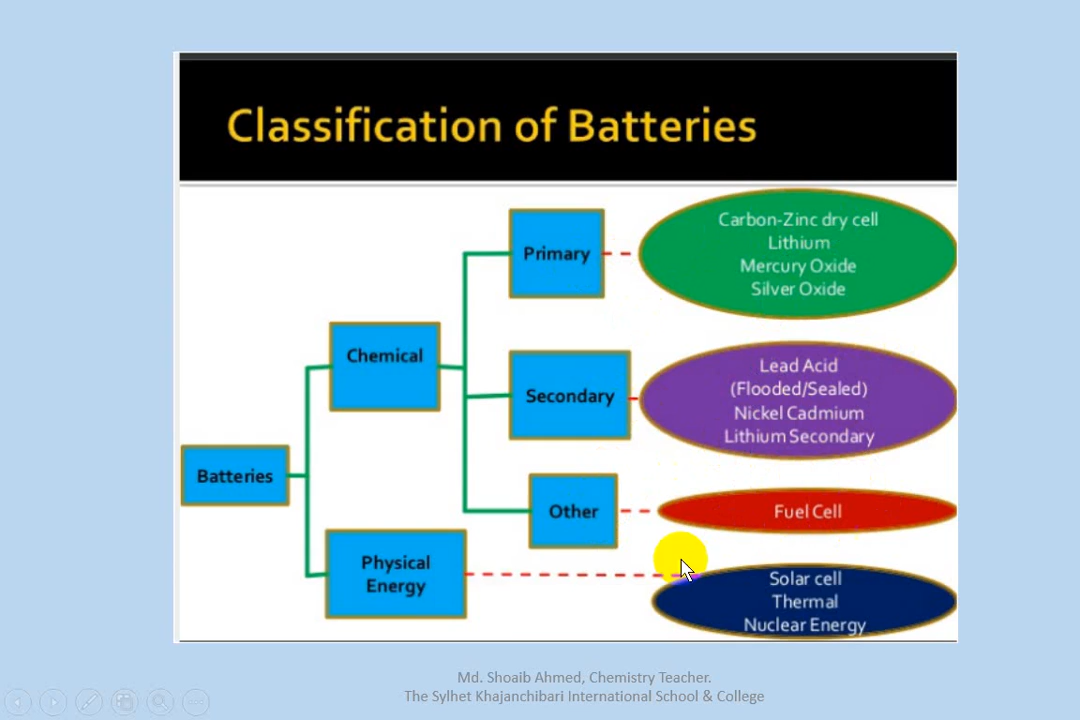 Classification of Batteries
Primary
Carbon-Zinc dry cell
Lithium
Mercury Oxide
Silver Oxide
Chemical
Secondary
Lead Acid
(Flooded/Sealed)
Nickel Cadmium
Lithium Secondary
Batteries
Other
Fuel Cell
Physical
Energy
Solar cell
Thermal
Nuclear Energy
Md. Shoaib Ahmed, Chemistry Teacher.
The Sylhet Khajanchibari International School & College